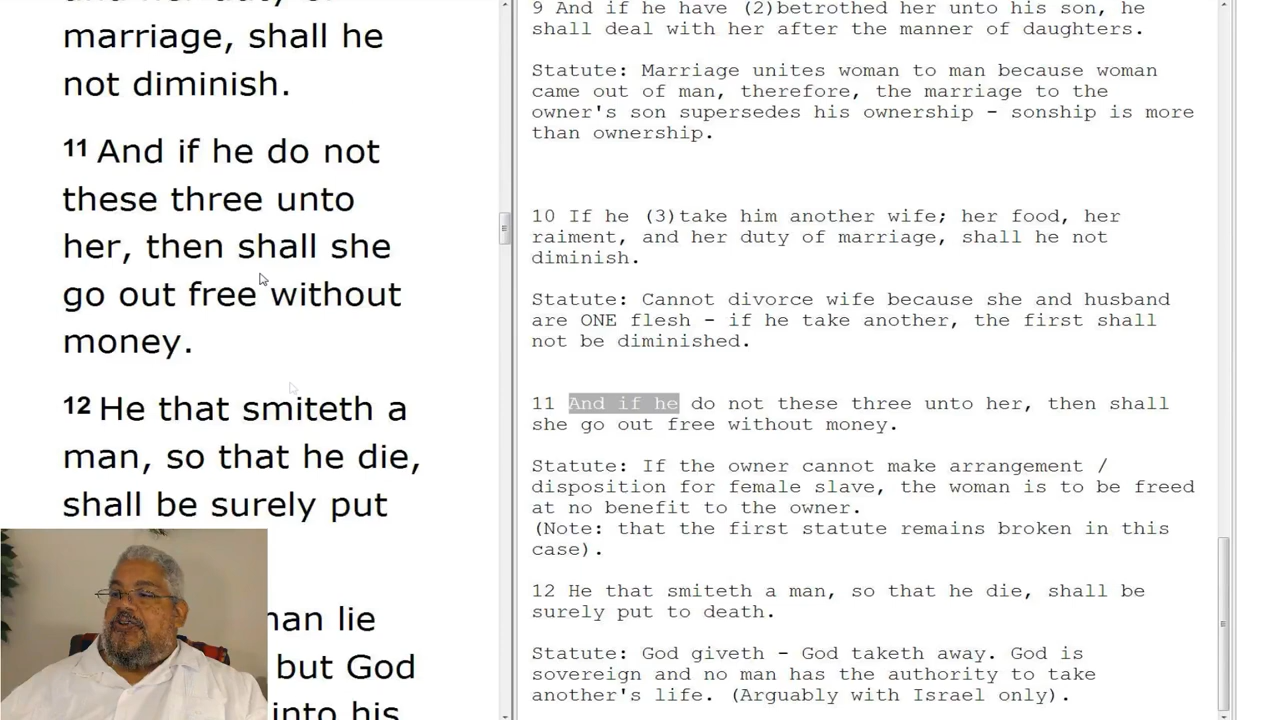 marriage, shall he
not diminish.
11 And if he do not
these three unto
her, then shall she
go out free without
money.
12 He that smiteth a
man, so that he die,
shall be surely put
man lie
but God
into his
9 And if he have (2)betrothed her unto his son, he
shall deal with her after the manner of daughters.
Statute: Marriage unites woman to man because woman
came out of man, therefore, the marriage to the
owner's son supersedes his ownership - sonship is more
than ownership.
10 If he (3)take him another wife; her food, her
raiment, and her duty of marriage, shall he not
diminish.
Statute: Cannot divorce wife because she and husband
are ONE flesh - if he take another, the first shall
not be diminished.
11 And if he do not these three unto her, then shall
she go out free without money.
Statute: If the owner cannot make arrangement /
disposition for female slave, the woman is to be freed
at no benefit to the owner.
(Note: that the first statute remains broken in this
case).
12 He that smiteth a man, so that he die, shall be
surely put to death.
Statute: God giveth - God taketh away. God is
sovereign and no man has the authority to take
another's life. (Arguably with Israel only).